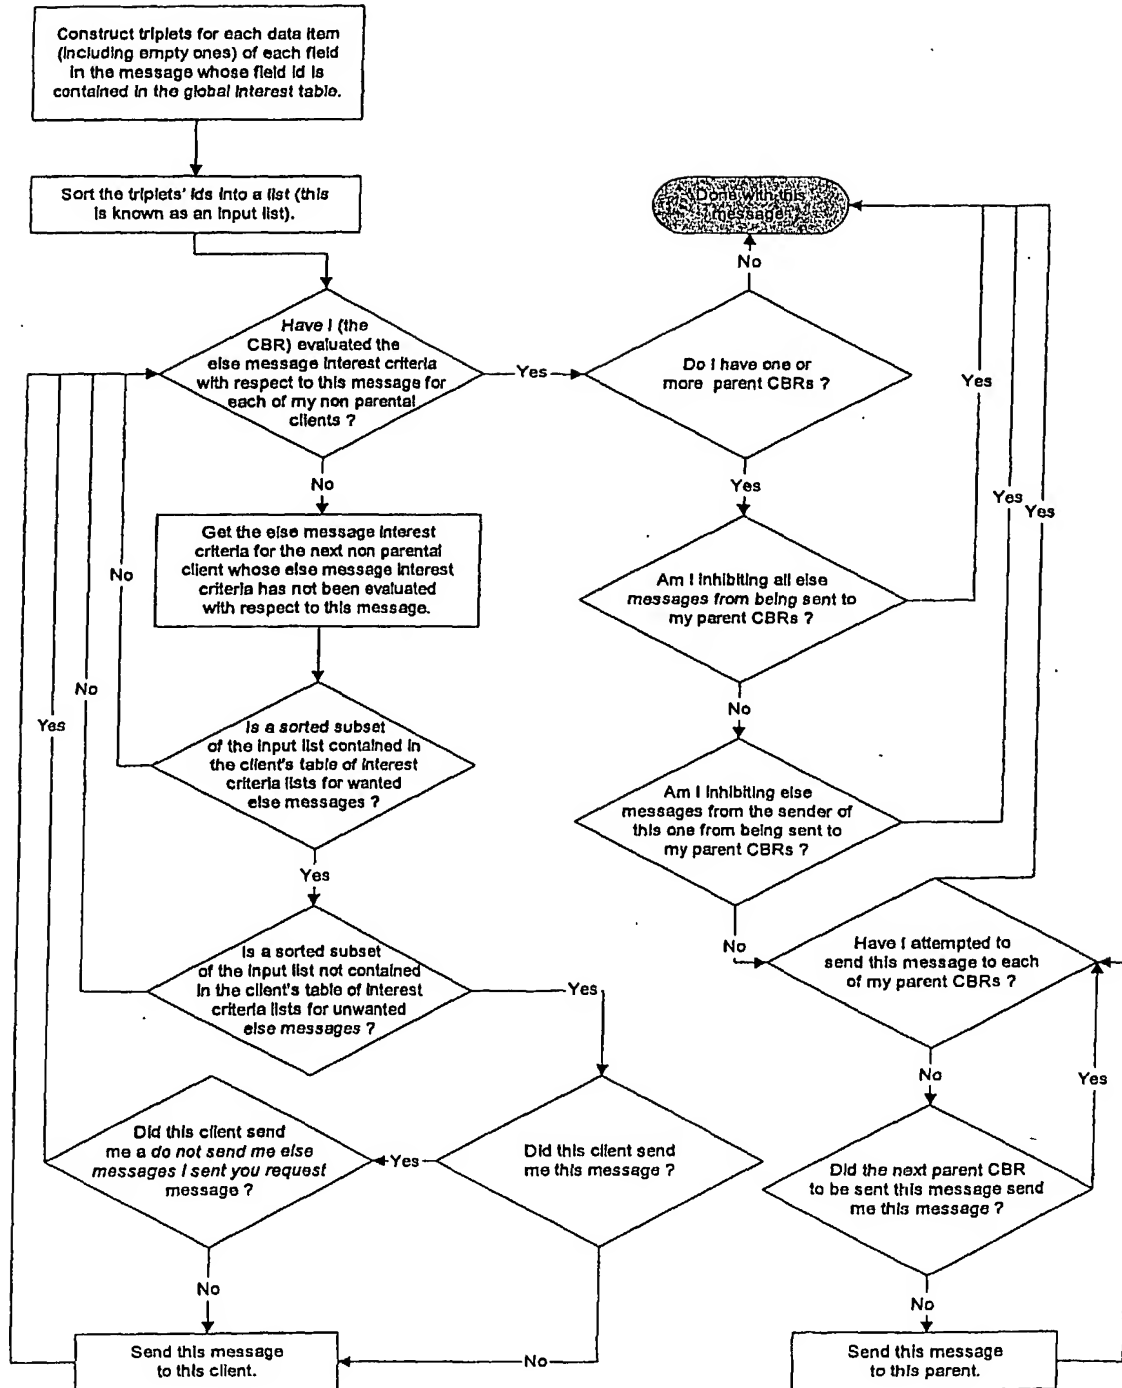 Construct triplets for each data item
(including empty ones) of each field
in the message whose field id is
contained in the global interest table.
Sort the triplets' ids into a list (this
is known as an input list).
Done with this
message.
No
Have I (the
CBR) evaluated the
else message interest criteria
with respect to this message for
each of my non parental
clients ?
Yes
Do I have one or
more parent CBRs ?
Yes
No
Yes
Get the else message interest
criteria for the next non parental
client whose else message interest
criteria has not been evaluated
with respect to this message.
Yes
Yes
No
Am I inhibiting all else
messages from being sent to
my parent CBRs ?
No
No
Yes
Is a sorted subset
of the input list contained in
the client's table of interest
criteria lists for wanted
else messages ?
Am I inhibiting else
messages from the sender of
this one from being sent to
my parent CBRs ?
Yes
No
Is a sorted subset
of the input list not contained
in the client's table of interest
criteria lists for unwanted
else messages ?
Yes
Have I attempted to
send this message to each
of my parent CBRs ?
No
Yes
Did this client send
me a do not send me else
messages I sent you request
message ?
Yes
Did this client send
me this message ?
Did the next parent CBR
to be sent this message send
me this message ?
No
No
Send this message
to this client.
No
Send this message
to this parent.